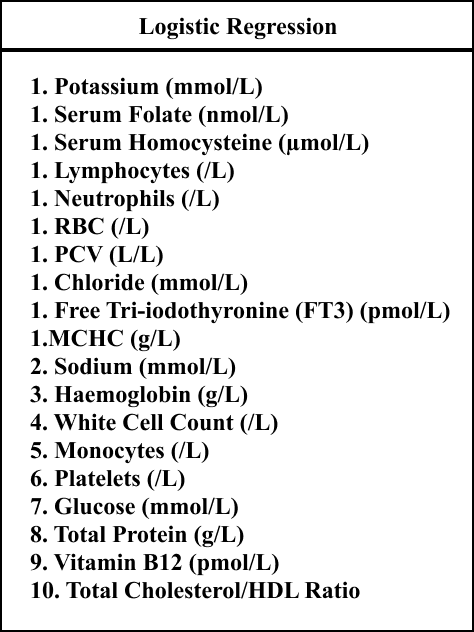 Logistic Regression
1. Potassium (mmol/L)
1. Serum Folate (nmol/L)
1. Serum Homocysteine (µmol/L)
1. Lymphocytes (/L)
1. Neutrophils (/L)
1. RBC (/L)
1. PCV (L/L)
1. Chloride (mmol/L)
1. Free Tri-iodothyronine (FT3) (pmol/L)
1.MCHC (g/L)
2. Sodium (mmol/L)
3. Haemoglobin (g/L)
4. White Cell Count (/L)
5. Monocytes (/L)
6. Platelets (/L)
7. Glucose (mmol/L)
8. Total Protein (g/L)
9. Vitamin B12 (pmol/L)
10. Total Cholesterol/HDL Ratio